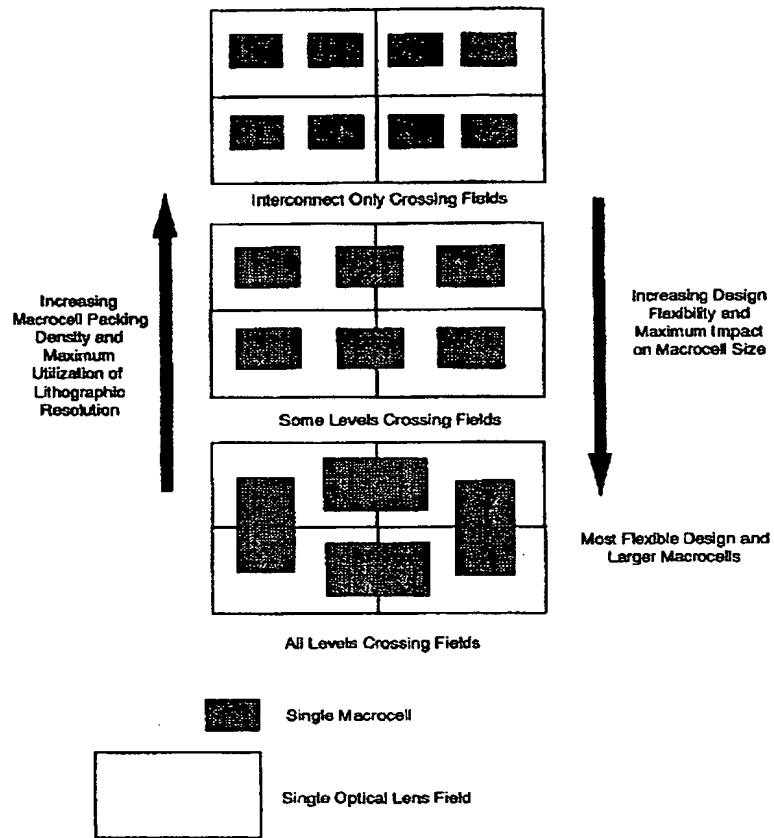 Interconnect Only Crossing Fields
Increasing
Macrocell Packing
Density and
Maximum
Utilization of
Lithographic
Resolution
Increasing Design
Flexibility and
Maximum Impact
on Macrocell Size
Some Levels Crossing Fields
Most Flexible Design and
Larger Macrocells
All Levels Crossing Fields
Single Macrocell
Single Optical Lens Field